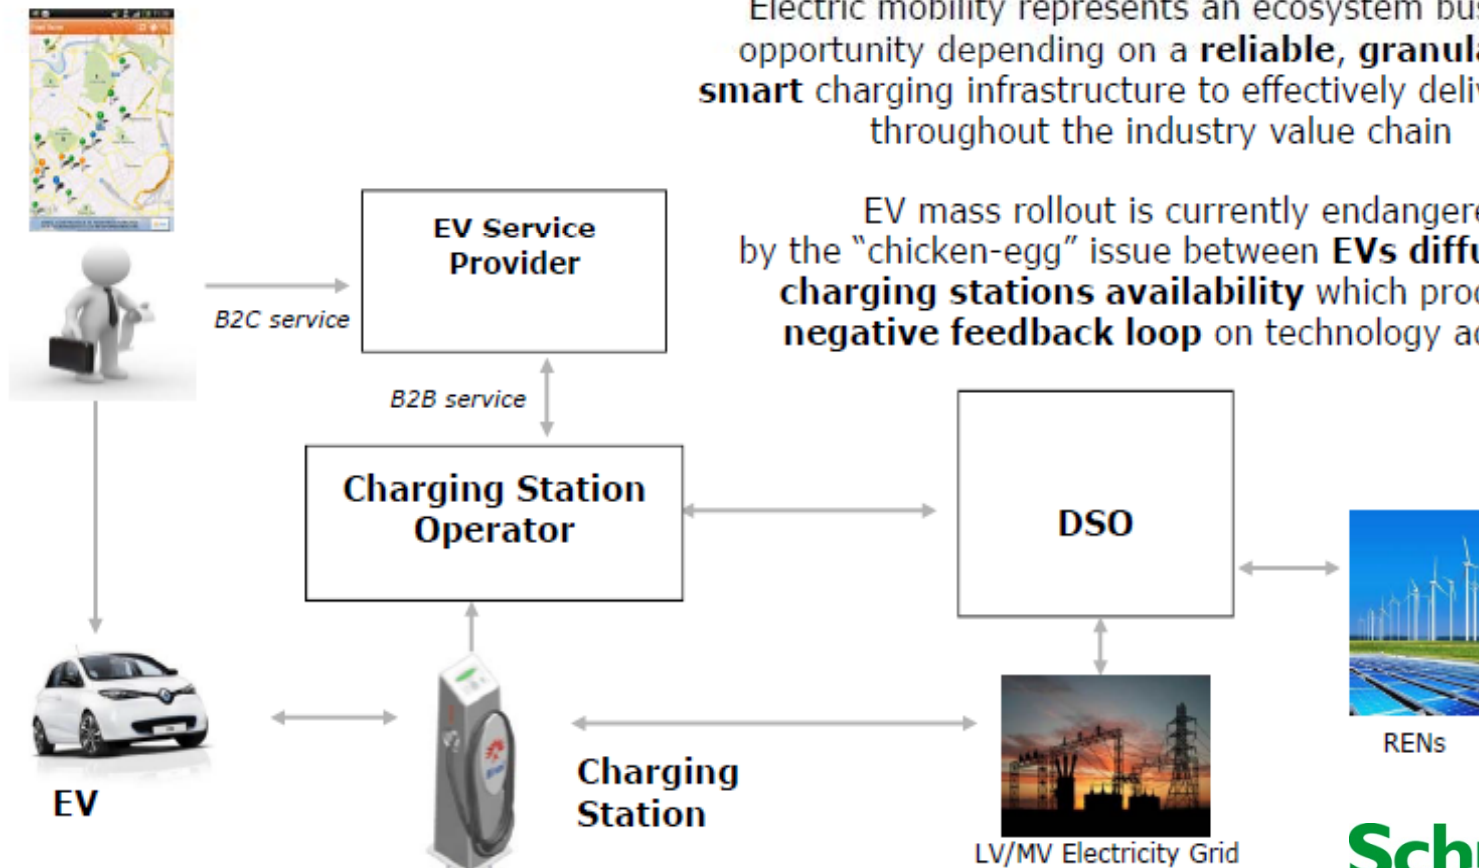 Electric mobility represents an ecosystem bus
opportunity depending on a reliable, granula
smart charging infrastructure to effectively deliv
throughout the industry value chain
EV mass rollout is currently endangere
by the “chicken-egg” issue between EVs diffu
charging stations availability which prod
negative feedback loop on technology ad
EV Service
Provider
B2C service
B2B service
Charging Station
Operator
DSO
RENs
EV
Charging
Station
LV/MV Electricity Grid
Sch